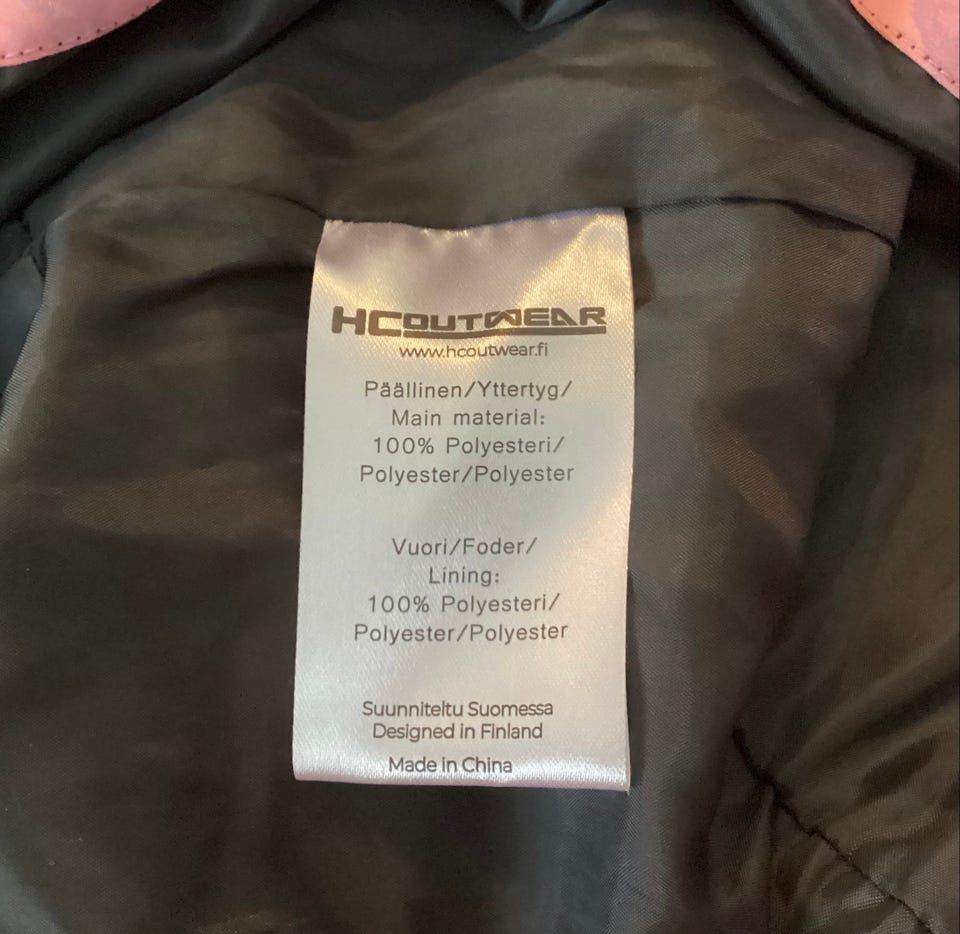 HCOUTWEAR
www.hcoutwear.fi
Päällinen/Yttertyg/
Main material:
100% Polyesteri/
Polyester/Polyester
Vuori/Foder/
Lining:
100% Polyesteri/
Polyester/Polyester
Suunniteltu Suomessa
Designed in Finland
Made in China